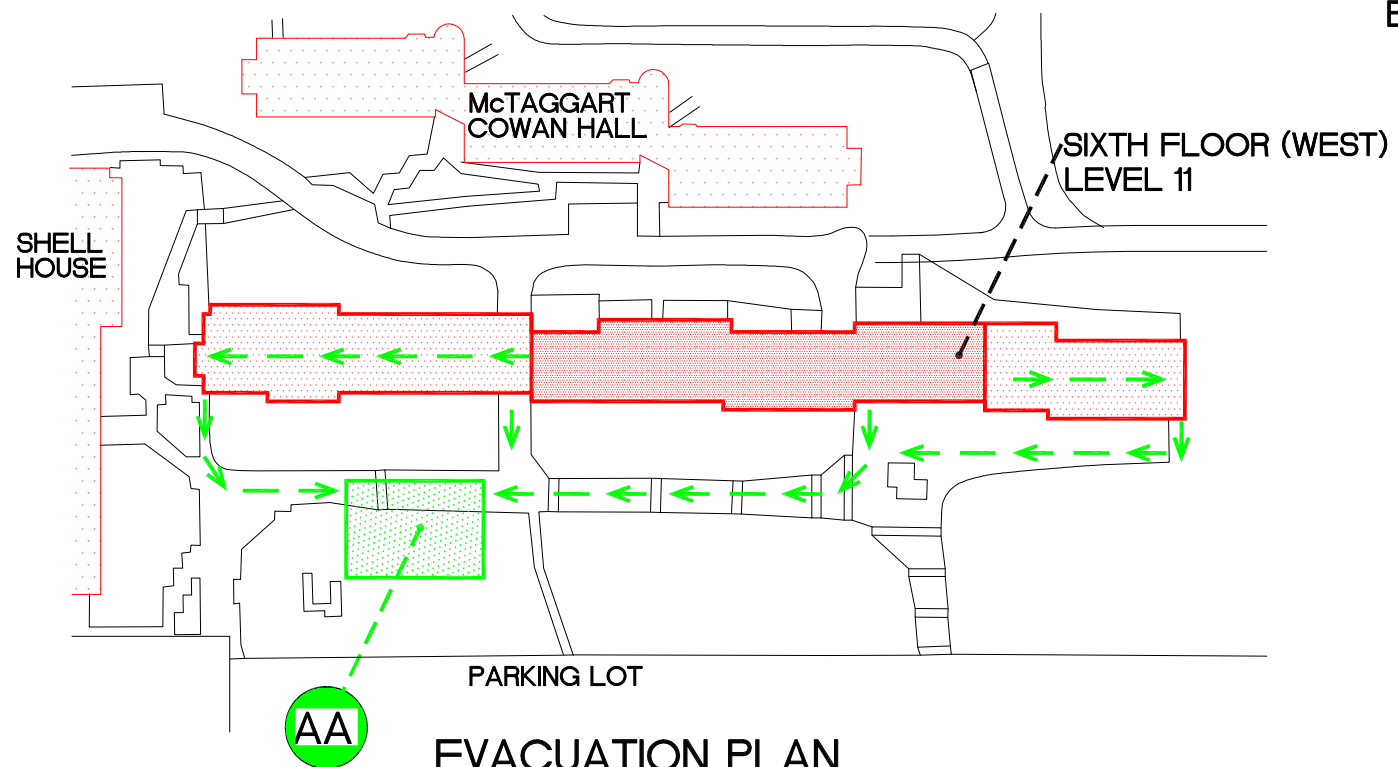 McTAGGART
COWAN HALL
SIXTH FLOOR (WEST)
LEVEL 11
SHELL
HOUSE
PARKING LOT
AA
EVACUATION PLAN